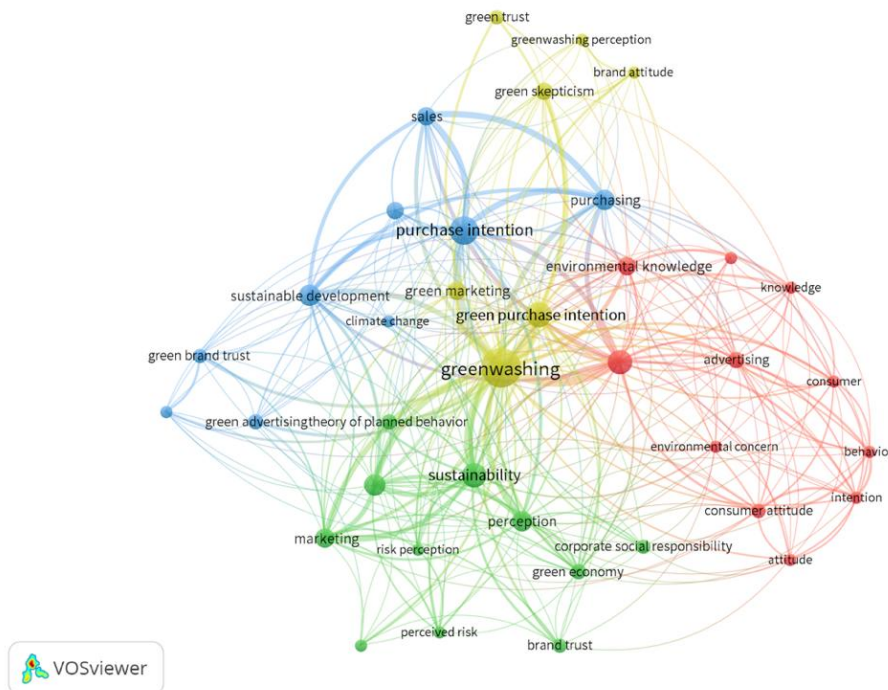 green trust
greenwashing perception
brand attitude
green skepticism
sales
purchasing
purchase intention
environmental knowledge
knowledge
green marketing
sustainable development
green purchase intention
climate change
green brand trust
greenwashing
advertising
consumer
green advertising
theory of planned behavior
environmental concern
behavior
sustainability
intention
consumer attitude
perception
marketing
risk perception
corporate social responsibility
attitude
green economy
perceived risk
brand trust
VOSviewer